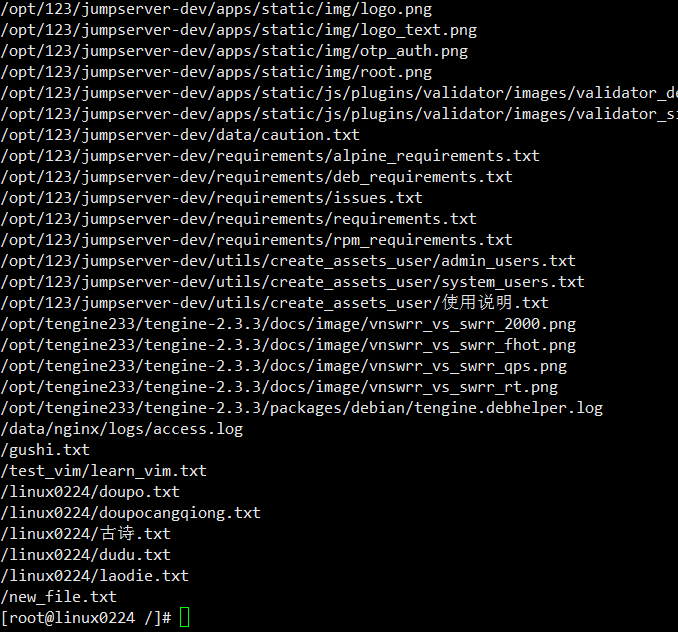 /opt/123/jumpserver-dev/apps/static/img/logo.png
/opt/123/jumpserver-dev/apps/static/img/logo_text.png
/opt/123/jumpserver-dev/apps/static/img/otp_auth.png
/opt/123/jumpserver-dev/apps/static/img/root.png
/opt/123/jumpserver-dev/apps/static/js/plugins/validator/images/validator_de
/opt/123/jumpserver-dev/apps/static/js/plugins/validator/images/validator_si
/opt/123/jumpserver-dev/data/caution.txt
/opt/123/jumpserver-dev/requirements/alpine_requirements.txt
/opt/123/jumpserver-dev/requirements/deb_requirements.txt
/opt/123/jumpserver-dev/requirements/issues.txt
/opt/123/jumpserver-dev/requirements/requirements.txt
/opt/123/jumpserver-dev/requirements/rpm_requirements.txt
/opt/123/jumpserver-dev/utils/create_assets_user/admin_users.txt
/opt/123/jumpserver-dev/utils/create_assets_user/system_users.txt
/opt/123/jumpserver-dev/utils/create_assets_user/使用说明.txt
/opt/tengine233/tengine-2.3.3/docs/image/vnswrr_vs_swrr_2000.png
/opt/tengine233/tengine-2.3.3/docs/image/vnswrr_vs_swrr_fhot.png
/opt/tengine233/tengine-2.3.3/docs/image/vnswrr_vs_swrr_qps.png
/opt/tengine233/tengine-2.3.3/docs/image/vnswrr_vs_swrr_rt.png
/opt/tengine233/tengine-2.3.3/packages/debian/tengine.debhelper.log
/data/nginx/logs/access.log
/gushi.txt
/test_vim/learn_vim.txt
/linux0224/doupo.txt
/linux0224/doupocangqiong.txt
/linux0224/古诗.txt
/linux0224/dudu.txt
/linux0224/laodie.txt
/new_file.txt
[root@linux0224 /]#